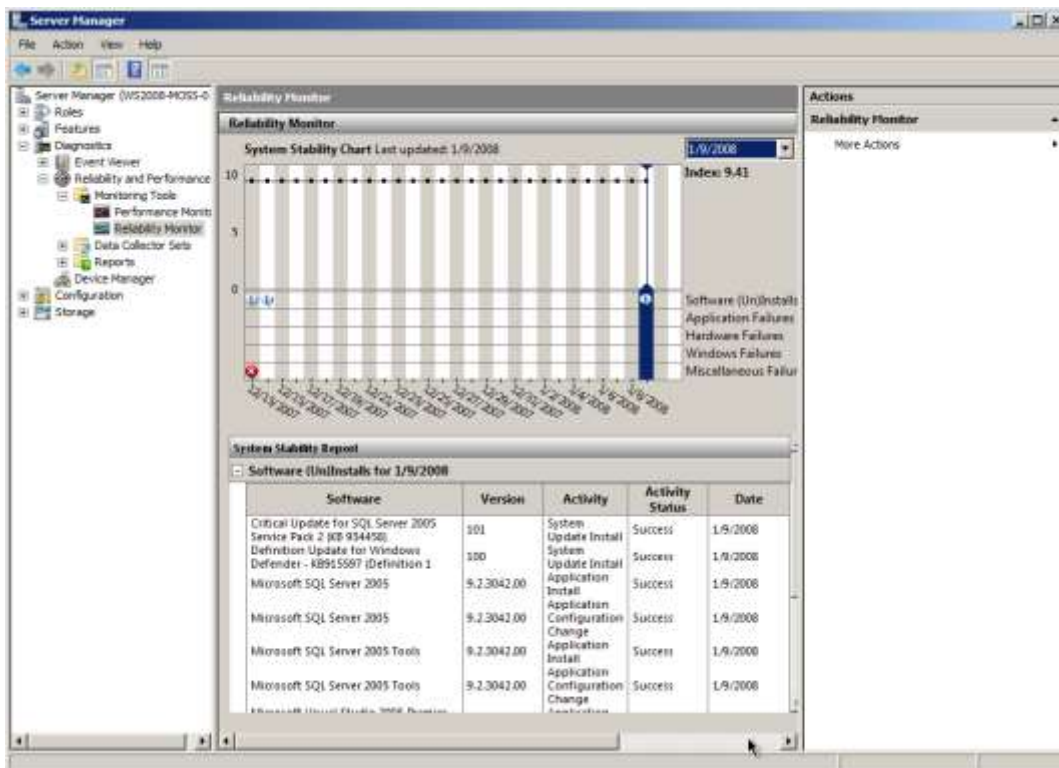 Server Manager
File Action View Help
Server Manager (WS2008-MOSS-0
Roles
Features
Diagnostics
Event Viewer
Reliability and Performance
Monitoring Tools
Performance Monito
Reliability Monitor
Data Collector Sets
Reports
Device Manager
Configuration
Storage
Reliability Monitor
Reliability Monitor
System Stability Chart Last updated: 1/9/2008
1/9/2008
Index: 9.41
10
5
0
Software (Un)Installs
Application Failures
Hardware Failures
Windows Failures
Miscellaneous Failur
System Stability Report
Software (Un)Installs for 1/9/2008
Software Version Activity Activity Status Date
Critical Update for SQL Server 2005 Service Pack 2 (KB 934458) 101 System Update Install Success 1/9/2008
Definition Update for Windows Defender - KB915597 (Definition 1 100 System Update Install Success 1/9/2008
Microsoft SQL Server 2005 9.2.3042.00 Application Install Success 1/9/2008
Microsoft SQL Server 2005 9.2.3042.00 Application Configuration Change Success 1/9/2008
Microsoft SQL Server 2005 Tools 9.2.3042.00 Application Install Success 1/9/2008
Microsoft SQL Server 2005 Tools 9.2.3042.00 Application Configuration Change Success 1/9/2008
Actions
Reliability Monitor
More Actions